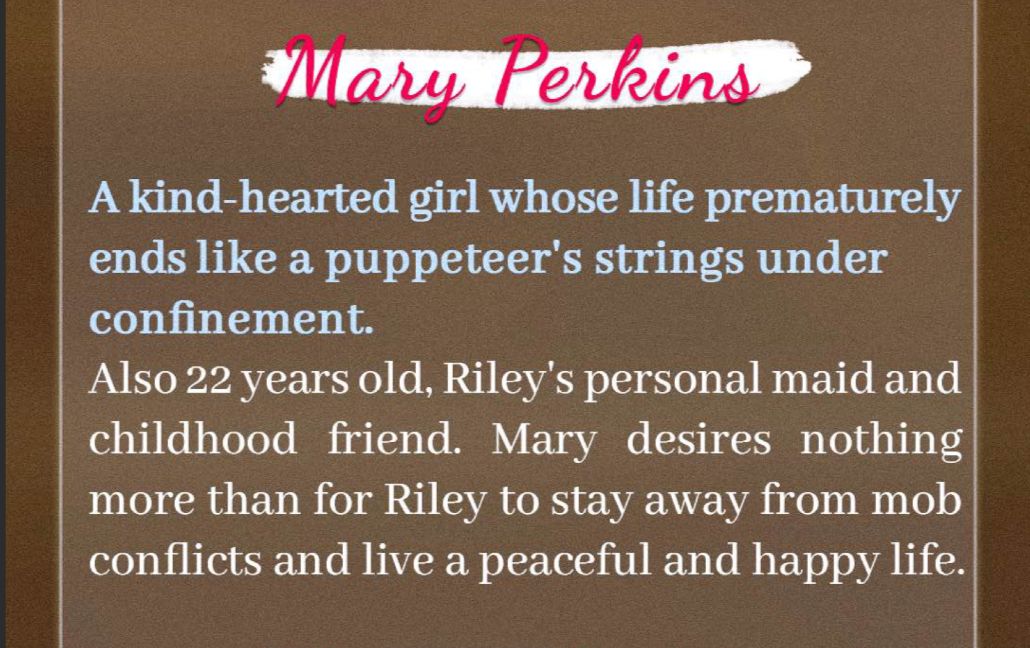 Mary Perkins
A kind-hearted girl whose life prematurely
ends like a puppeteer's strings under
confinement.
Also 22 years old, Riley's personal maid and
childhood friend. Mary desires nothing
more than for Riley to stay away from mob
conflicts and live a peaceful and happy life.